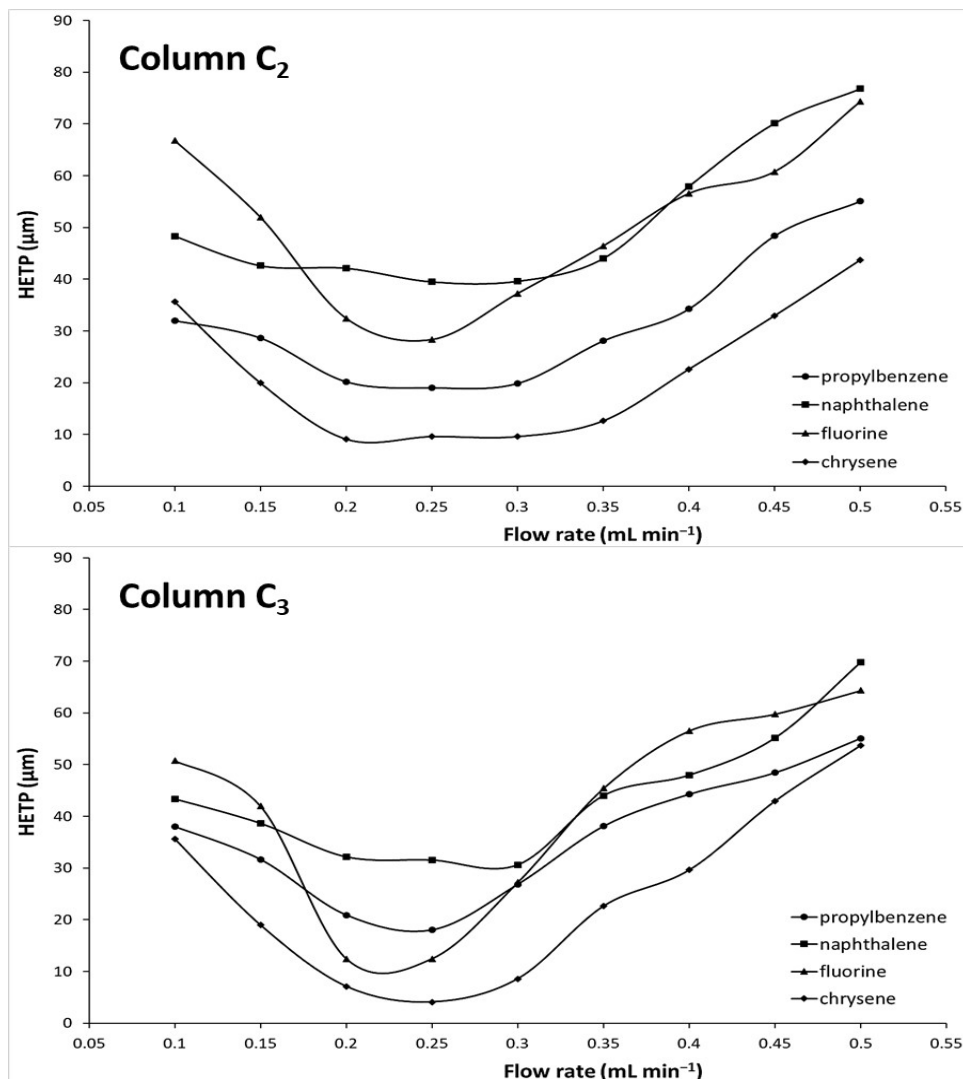 Column C₂
HETP (µm)
90
80
70
60
50
40
30
20
10
0
0.05 0.1 0.15 0.2 0.25 0.3 0.35 0.4 0.45 0.5 0.55
Flow rate (mL min⁻¹)
propylbenzene
naphthalene
fluorine
chrysene
Column C₃
HETP (µm)
90
80
70
60
50
40
30
20
10
0
0.05 0.1 0.15 0.2 0.25 0.3 0.35 0.4 0.45 0.5 0.55
Flow rate (mL min⁻¹)
propylbenzene
naphthalene
fluorine
chrysene